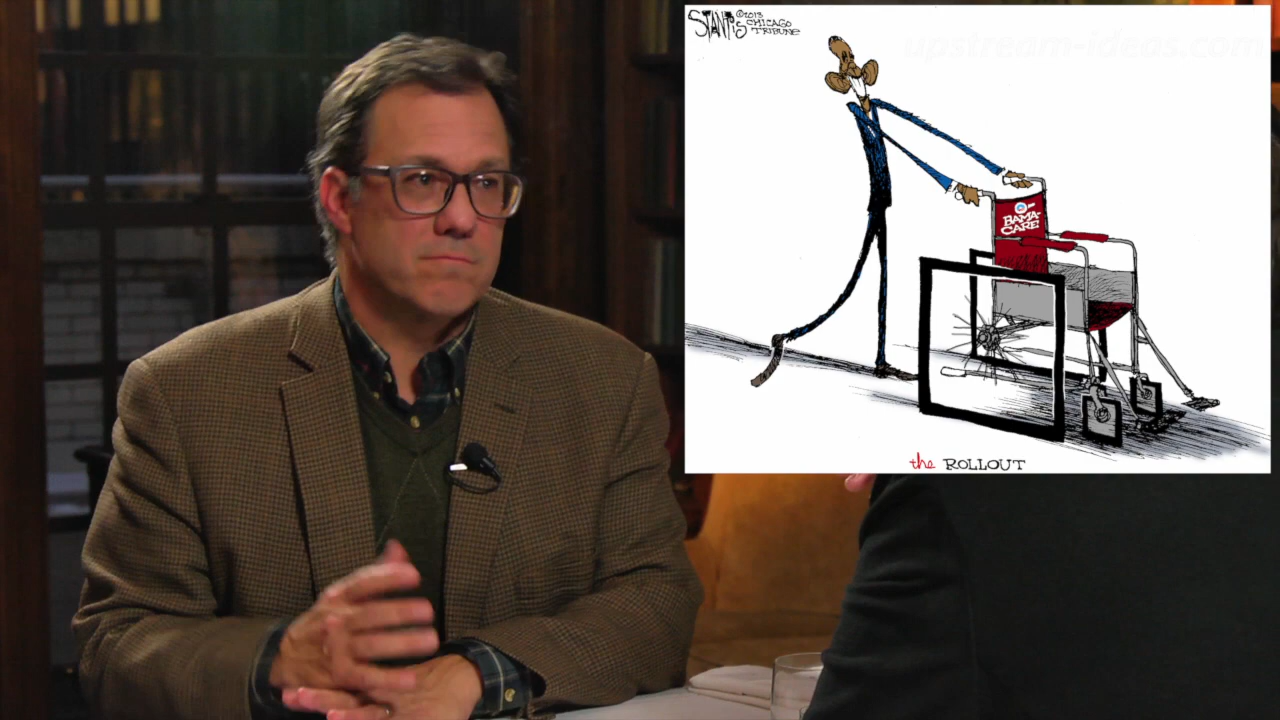 STANTIS ©2013
CHICAGO
TRIBUNE
upstream-ideas.com
O-
BAMA-
CARE!
the ROLLOUT